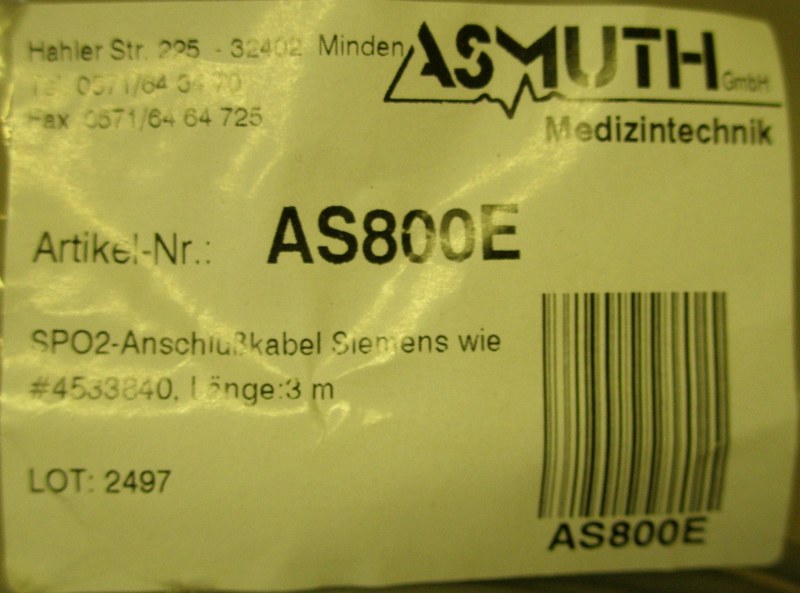 Hahler Str. 225 - 32402 Minden
Tel 0571/64 34 70
Fax 0571/64 64 725
ASMUTH GmbH
Medizintechnik
Artikel-Nr.: AS800E
SPO2-Anschlußkabel Siemens wie
#4533840, Länge:3 m
LOT: 2497
AS800E